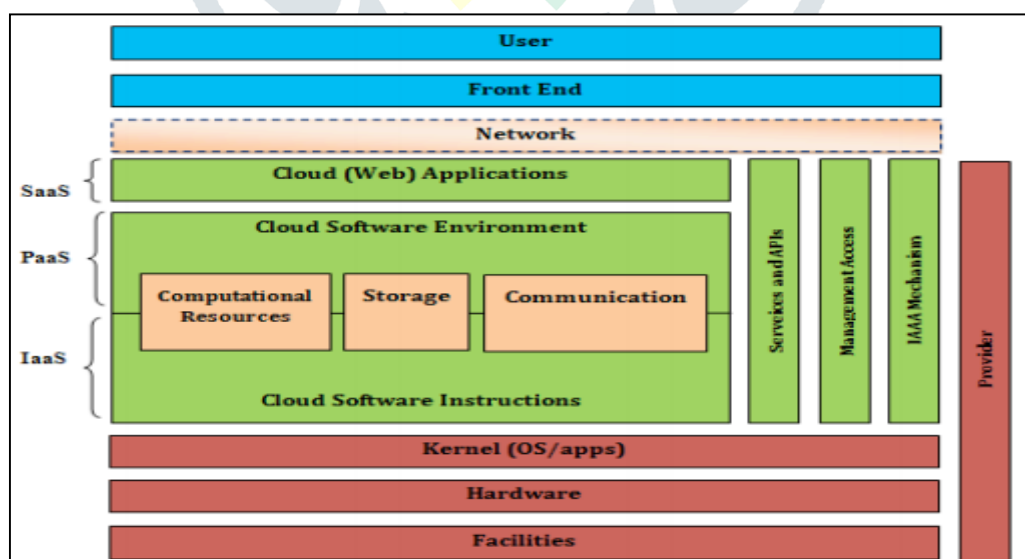 User
Front End
Network
SaaS
Cloud (Web) Applications
PaaS
Cloud Software Environment
Computational
Resources
Storage
Communication
IaaS
Cloud Software Instructions
Serveices and APIs
Management Access
IAAA Mechanism
Provider
Kernel (OS/apps)
Hardware
Facilities